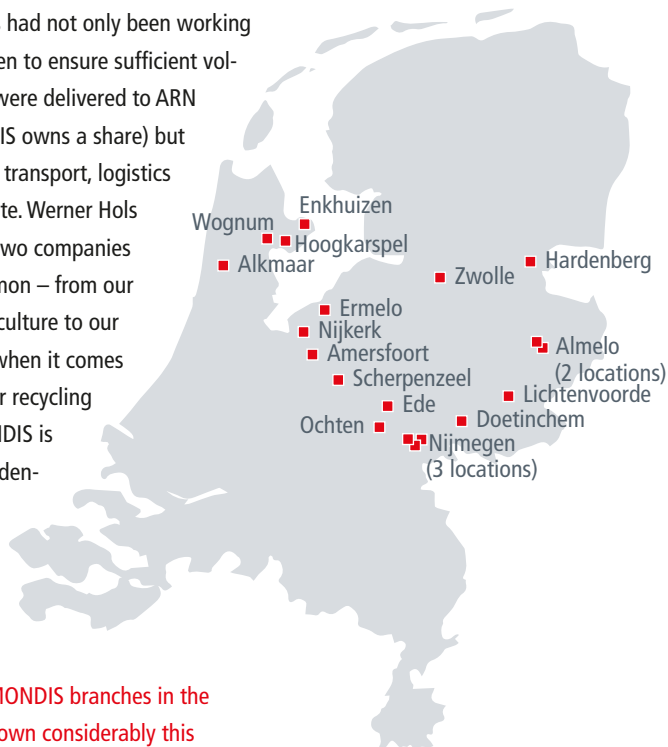 s had not only been working
en to ensure sufficient vol-
were delivered to ARN
IS owns a share) but
transport, logistics
te. Werner Hols
wo companies
mon – from our
culture to our
when it comes
r recycling
NDIS is
den-
MONDIS branches in the
own considerably this
Enkhuizen
Wognum
Hoogkarspel
Alkmaar
Hardenberg
Zwolle
Ermelo
Nijkerk
Amersfoort
Almelo
(2 locations)
Scherpenzeel
Lichtenvoorde
Ede
Doetinchem
Ochten
Nijmegen
(3 locations)